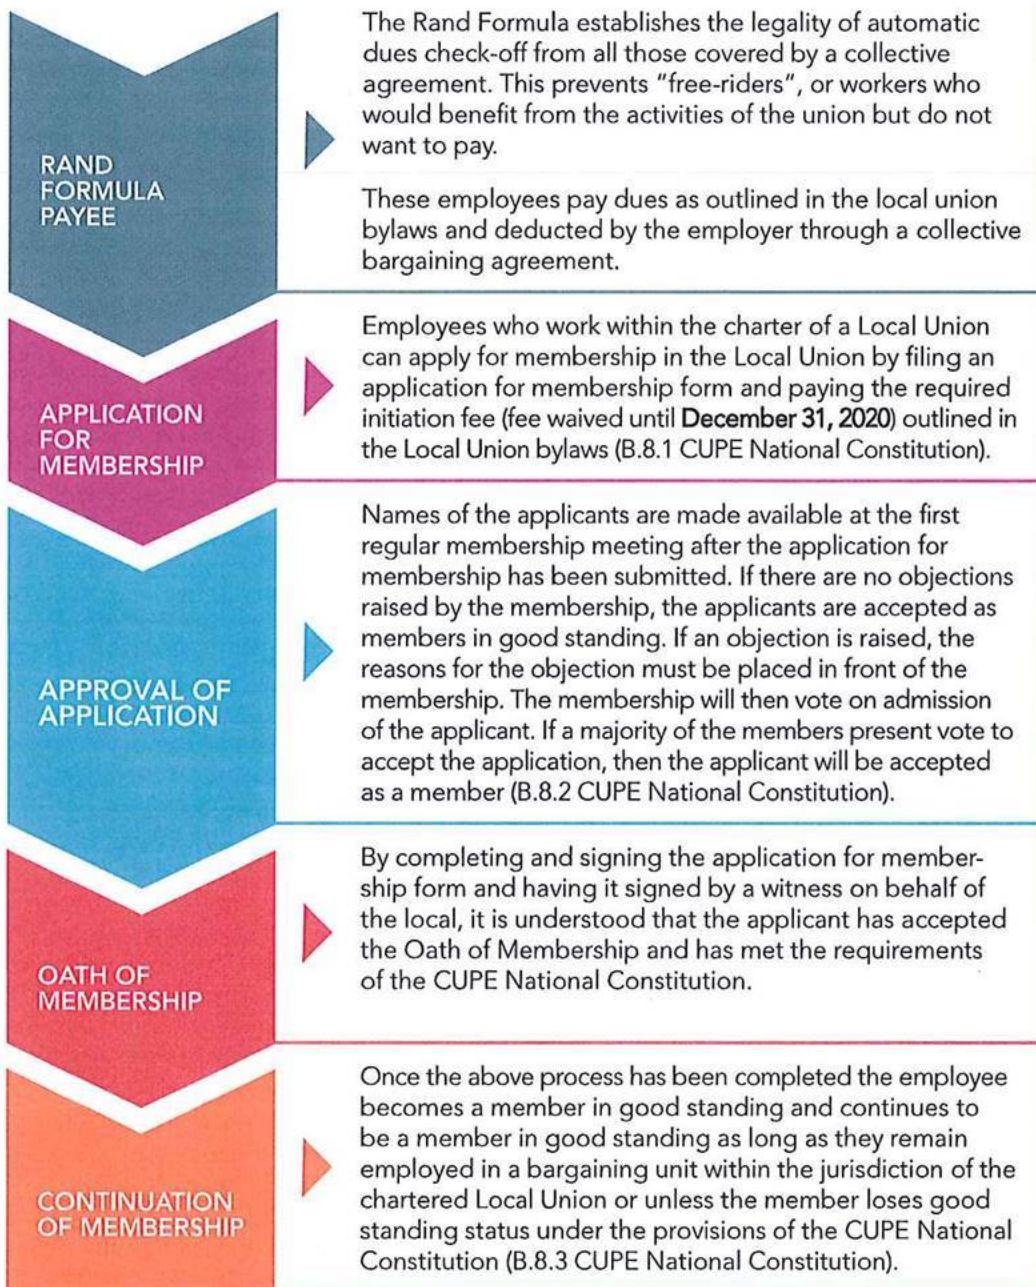 RAND
FORMULA
PAYEE
The Rand Formula establishes the legality of automatic
dues check-off from all those covered by a collective
agreement. This prevents "free-riders", or workers who
would benefit from the activities of the union but do not
want to pay.
These employees pay dues as outlined in the local union
bylaws and deducted by the employer through a collective
bargaining agreement.
APPLICATION
FOR
MEMBERSHIP
Employees who work within the charter of a Local Union
can apply for membership in the Local Union by filing an
application for membership form and paying the required
initiation fee (fee waived until December 31, 2020) outlined in
the Local Union bylaws (B.8.1 CUPE National Constitution).
APPROVAL OF
APPLICATION
Names of the applicants are made available at the first
regular membership meeting after the application for
membership has been submitted. If there are no objections
raised by the membership, the applicants are accepted as
members in good standing. If an objection is raised, the
reasons for the objection must be placed in front of the
membership. The membership will then vote on admission
of the applicant. If a majority of the members present vote to
accept the application, then the applicant will be accepted
as a member (B.8.2 CUPE National Constitution).
OATH OF
MEMBERSHIP
By completing and signing the application for member-
ship form and having it signed by a witness on behalf of
the local, it is understood that the applicant has accepted
the Oath of Membership and has met the requirements
of the CUPE National Constitution.
CONTINUATION
OF MEMBERSHIP
Once the above process has been completed the employee
becomes a member in good standing and continues to
be a member in good standing as long as they remain
employed in a bargaining unit within the jurisdiction of the
chartered Local Union or unless the member loses good
standing status under the provisions of the CUPE National
Constitution (B.8.3 CUPE National Constitution).